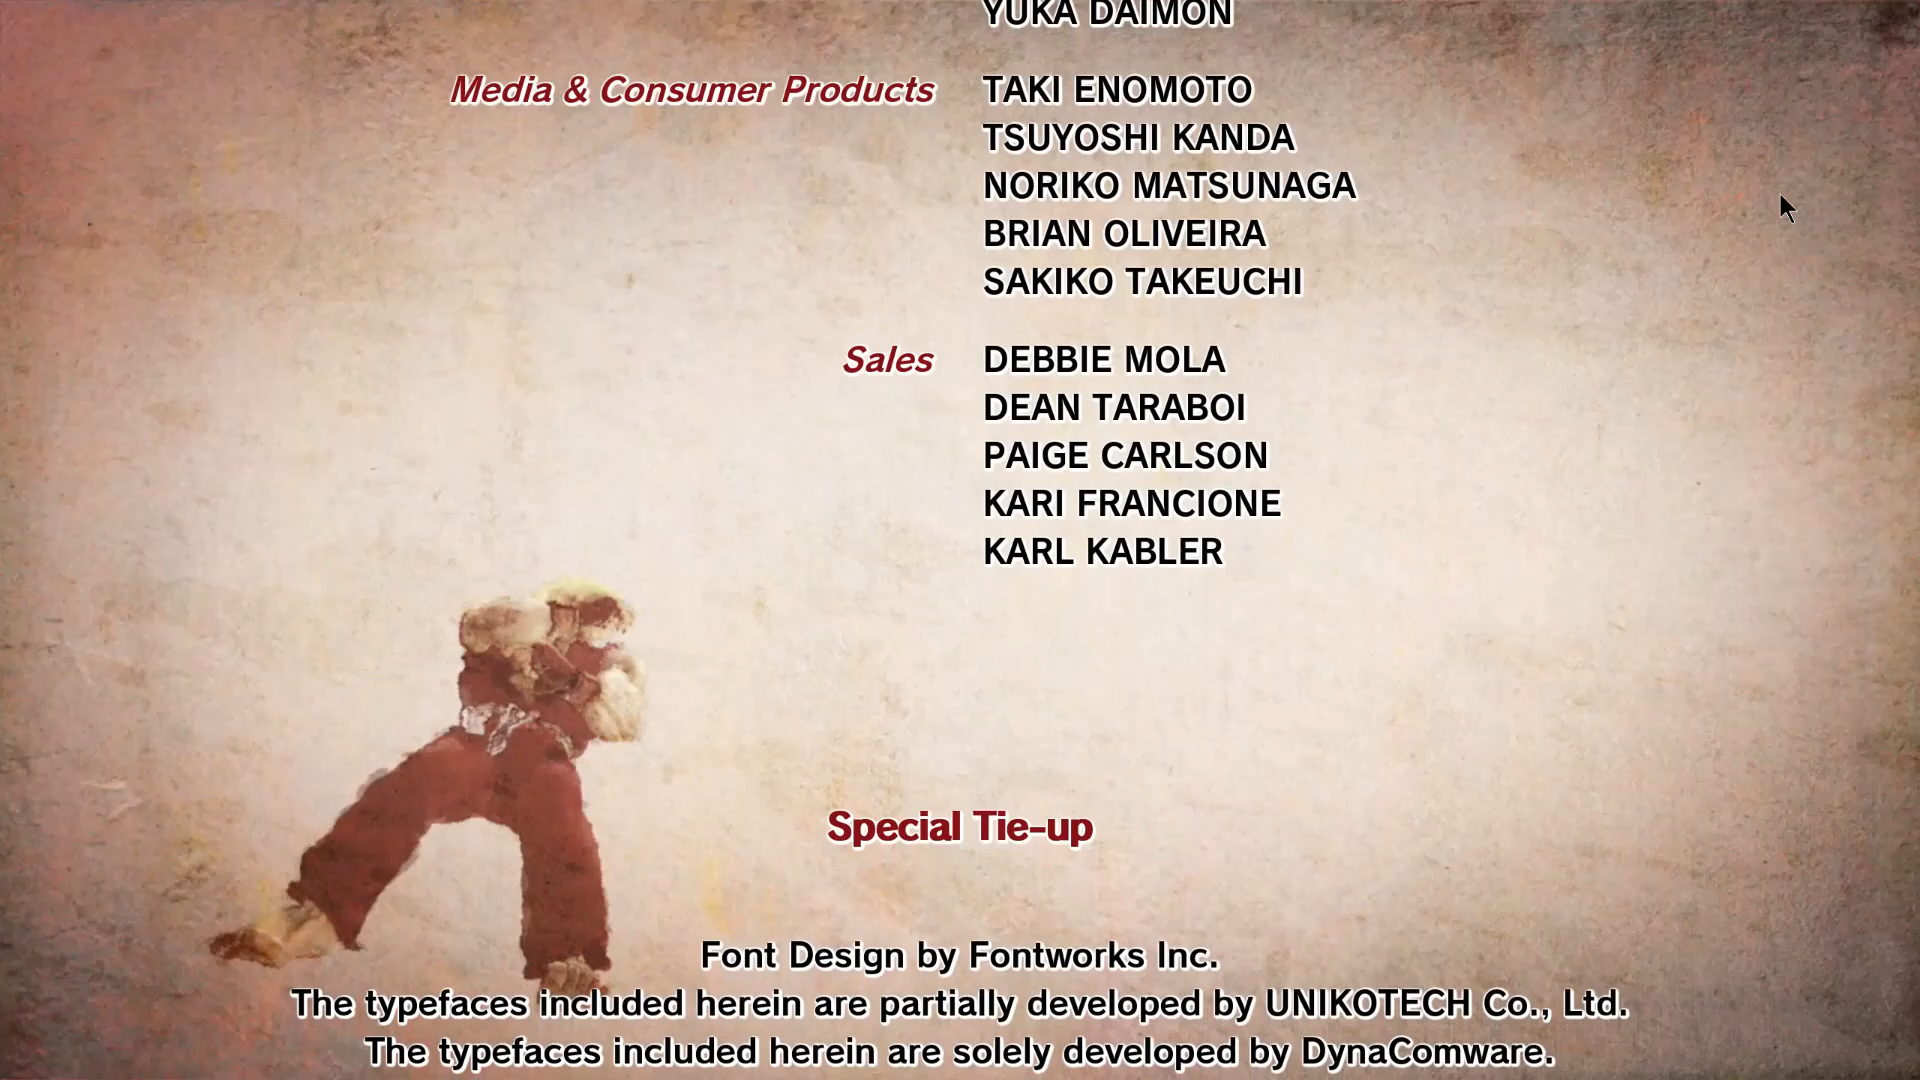 YUKA DAIMON
Media & Consumer Products TAKI ENOMOTO
TSUYOSHI KANDA
NORIKO MATSUNAGA
BRIAN OLIVEIRA
SAKIKO TAKEUCHI
Sales DEBBIE MOLA
DEAN TARABOI
PAIGE CARLSON
KARI FRANCIONE
KARL KABLER
Special Tie-up
Font Design by Fontworks Inc.
The typefaces included herein are partially developed by UNIKOTECH Co., Ltd.
The typefaces included herein are solely developed by DynaComware.